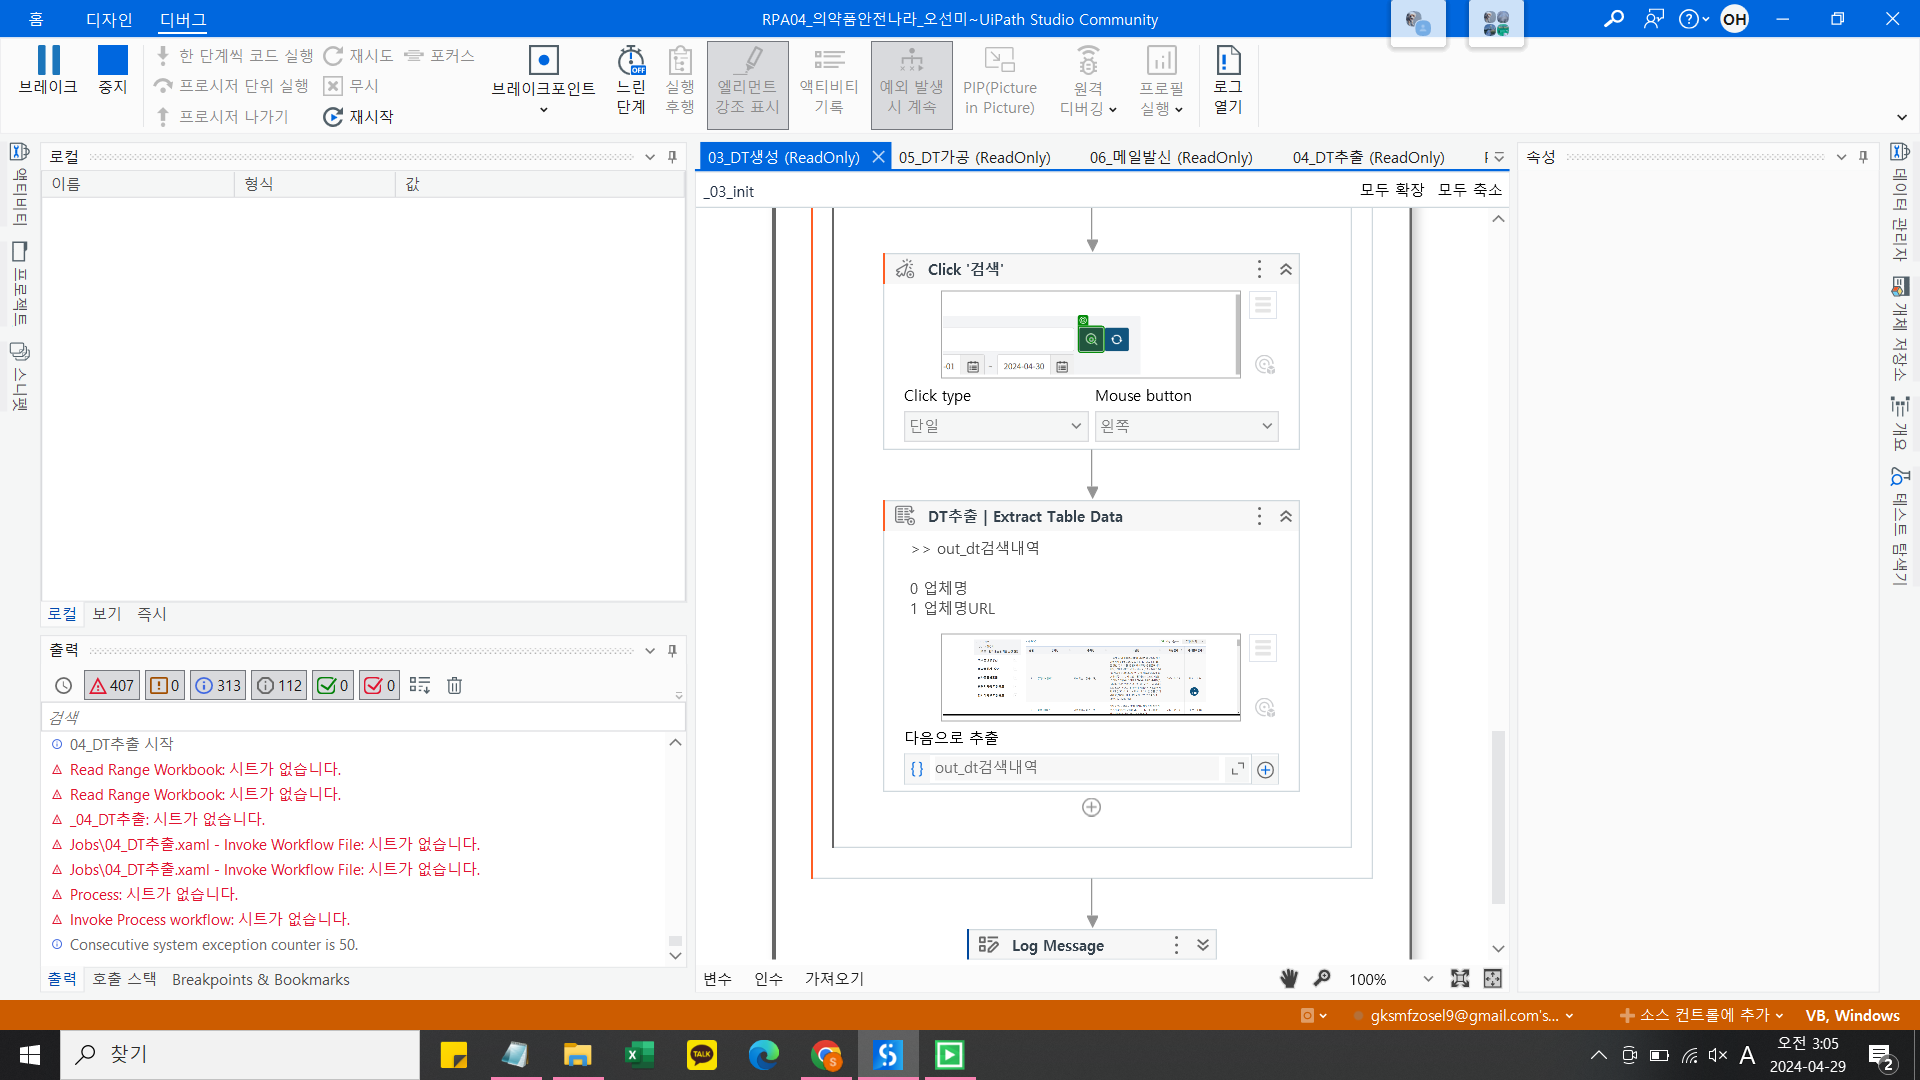 홈 디자인 디버그
RPA04_의약품안전나라_오선미~UiPath Studio Community
OH
브레이크
중지
한 단계씩 코드 실행
재시도
포커스
프로시저 단위 실행
무시
프로시저 나가기
재시작
브레이크포인트
느린
단계
OFF
실행
후행
엘리먼트
강조 표시
액티비티
기록
예외 발생
시 계속
PIP(Picture
in Picture)
원격
디버깅
프로필
실행
로그
열기
액티비티
프로젝트
스니펫
로컬
이름 형식 값
로컬 보기 즉시
출력
407 0 313 112 0 0
검색
04_DT추출 시작
Read Range Workbook: 시트가 없습니다.
Read Range Workbook: 시트가 없습니다.
_04_DT추출: 시트가 없습니다.
Jobs\04_DT추출.xaml - Invoke Workflow File: 시트가 없습니다.
Jobs\04_DT추출.xaml - Invoke Workflow File: 시트가 없습니다.
Process: 시트가 없습니다.
Invoke Process workflow: 시트가 없습니다.
Consecutive system exception counter is 50.
출력 호출 스택 Breakpoints & Bookmarks
03_DT생성 (ReadOnly) 05_DT가공 (ReadOnly) 06_메일발신 (ReadOnly) 04_DT추출 (ReadOnly)
_03_init
모두 확장 모두 축소
Click '검색'
-01 - 2024-04-30
Click type Mouse button
단일 왼쪽
DT추출 | Extract Table Data
>> out_dt검색내역
0 업체명
1 업체명URL
다음으로 추출
{} out_dt검색내역
Log Message
변수 인수 가져오기
100%
속성
데이터 관리자
개체 저장소
개요
테스트 탐색기
gksmfzosel9@gmail.com's...
소스 컨트롤에 추가
VB, Windows
찾기
TALK
S
A
오전 3:05
2024-04-29
2